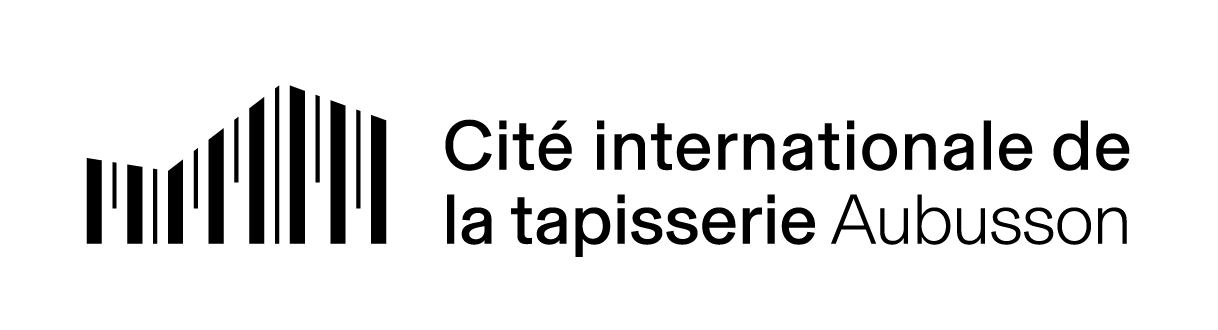 Cité internationale de
la tapisserie Aubusson